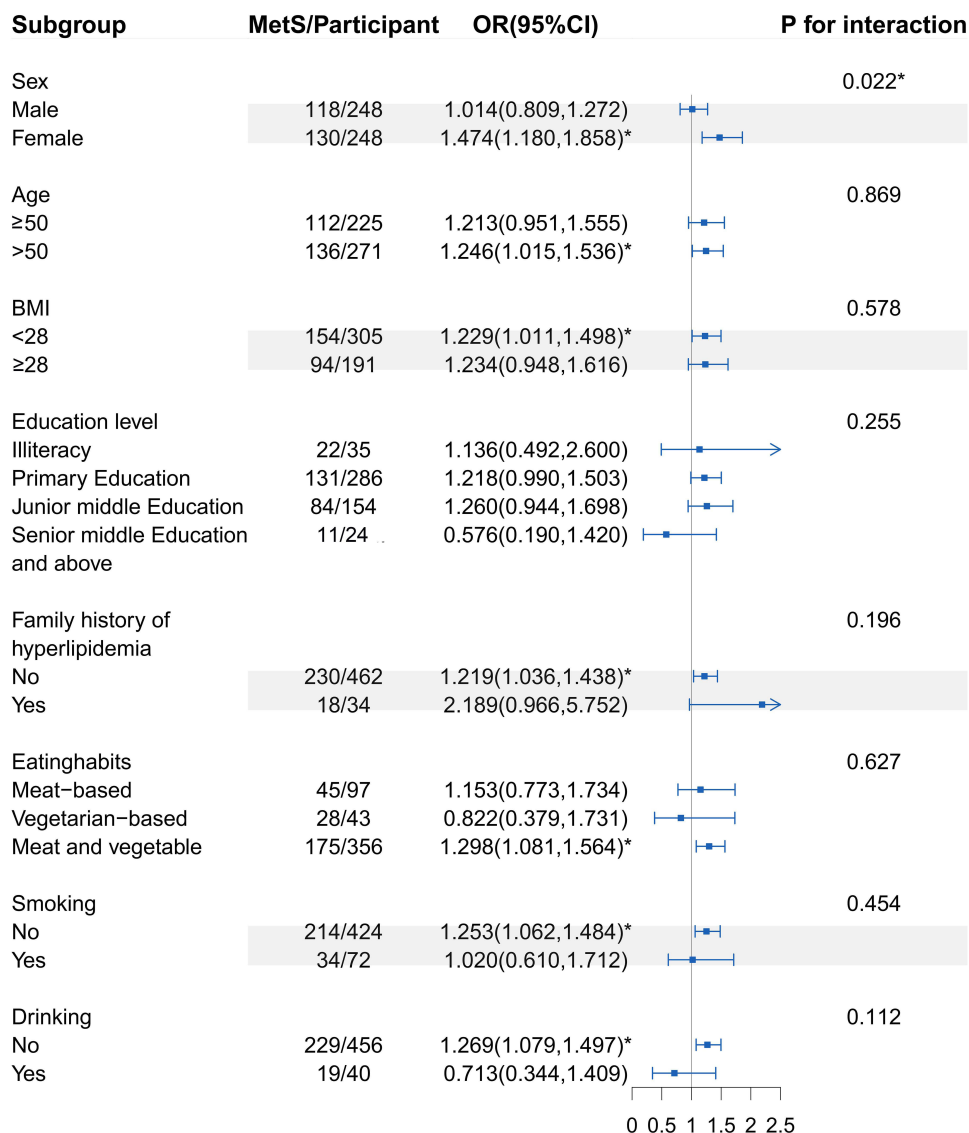 Subgroup MetS/Participant OR(95%CI) P for interaction
Sex 0.022*
Male 118/248 1.014(0.809,1.272)
Female 130/248 1.474(1.180,1.858)*
Age 0.869
≥50 112/225 1.213(0.951,1.555)
>50 136/271 1.246(1.015,1.536)*
BMI 0.578
<28 154/305 1.229(1.011,1.498)*
≥28 94/191 1.234(0.948,1.616)
Education level 0.255
Illiteracy 22/35 1.136(0.492,2.600)
Primary Education 131/286 1.218(0.990,1.503)
Junior middle Education 84/154 1.260(0.944,1.698)
Senior middle Education 11/24 0.576(0.190,1.420)
and above
Family history of 0.196
hyperlipidemia
No 230/462 1.219(1.036,1.438)*
Yes 18/34 2.189(0.966,5.752)
Eatinghabits 0.627
Meat−based 45/97 1.153(0.773,1.734)
Vegetarian−based 28/43 0.822(0.379,1.731)
Meat and vegetable 175/356 1.298(1.081,1.564)*
Smoking 0.454
No 214/424 1.253(1.062,1.484)*
Yes 34/72 1.020(0.610,1.712)
Drinking 0.112
No 229/456 1.269(1.079,1.497)*
Yes 19/40 0.713(0.344,1.409)
0 0.5 1 1.5 2 2.5